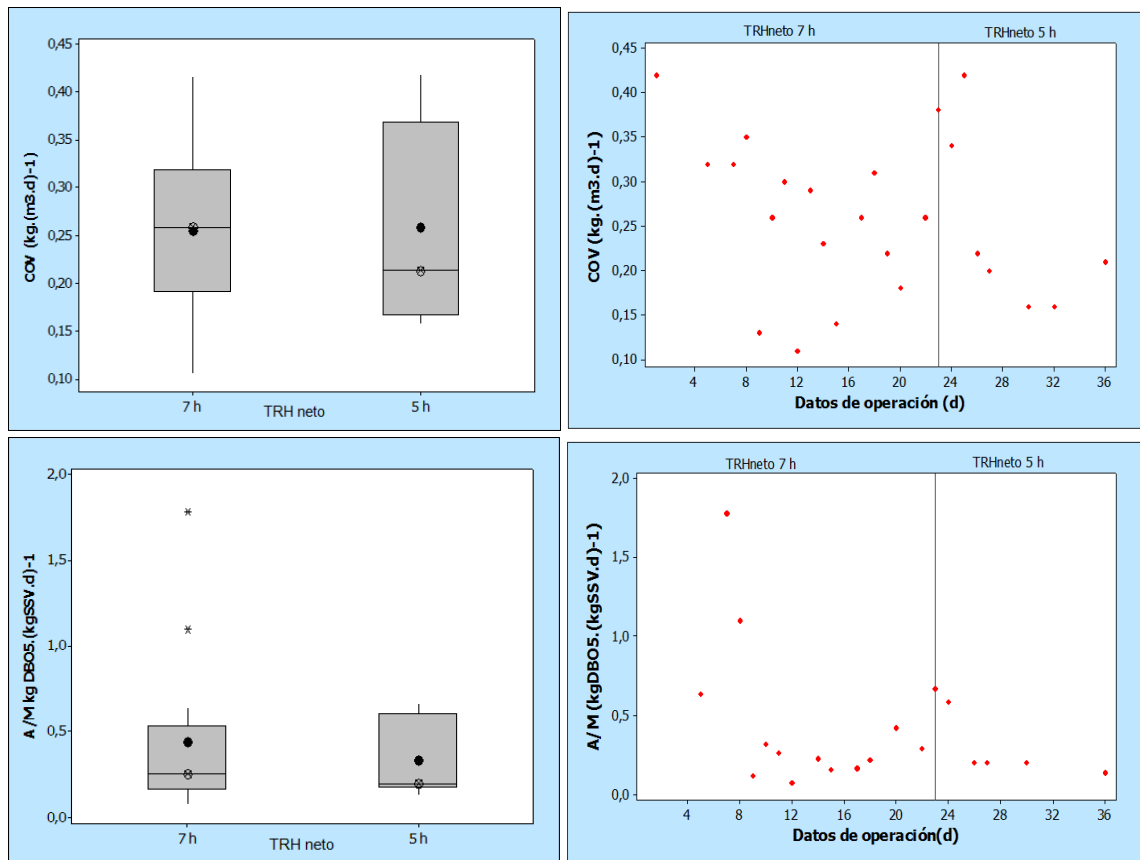 0,45
0,40
0,35
0,30
0,25
0,20
0,15
0,10
COV (kg.(m3.d)-1)
7 h
5 h
TRH neto
TRHneto 7 h
TRHneto 5 h
0,45
0,40
0,35
0,30
0,25
0,20
0,15
0,10
COV (kg.(m3.d)-1)
4 8 12 16 20 24 28 32 36
Datos de operación (d)
2,0
1,5
1,0
0,5
0,0
A/M kg DBO5.(kgSSV.d)-1
7 h
5 h
TRH neto
TRHneto 7 h
TRHneto 5 h
2,0
1,5
1,0
0,5
0,0
A/M (kgDBO5.(kgSSV.d)-1
4 8 12 16 20 24 28 32 36
Datos de operación(d)